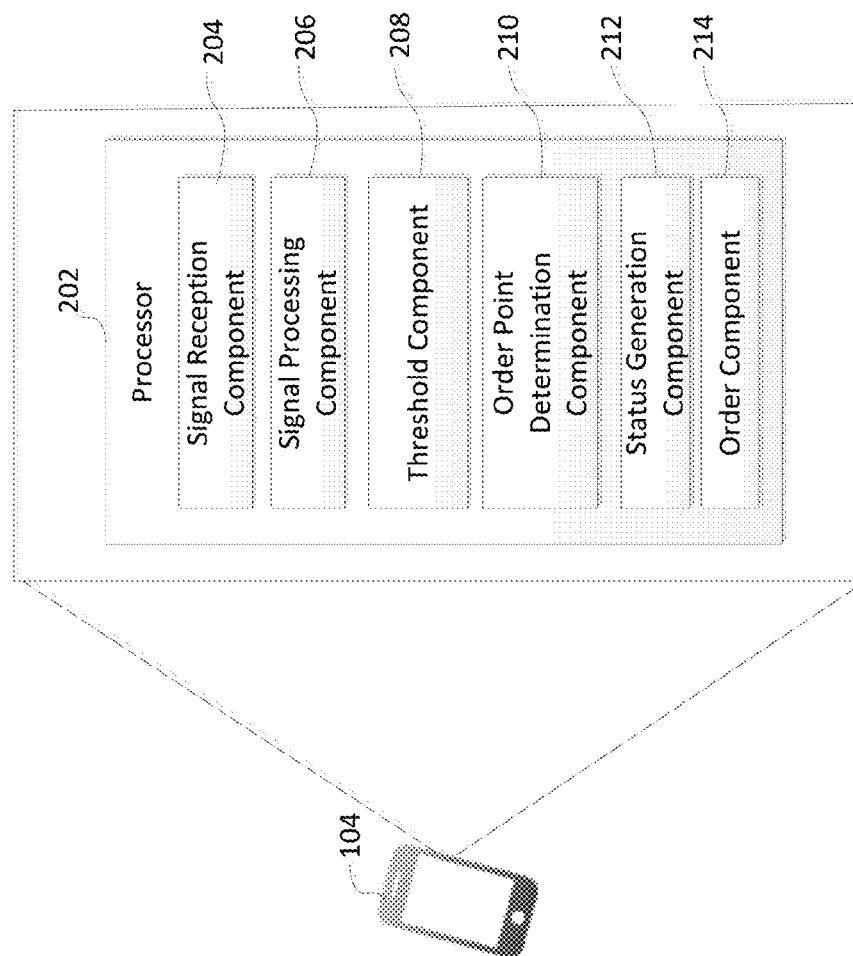 104
202
Processor
Signal Reception
Component
204
Signal Processing
Component
206
Threshold Component
208
Order Point
Determination
Component
210
Status Generation
Component
212
Order Component
214